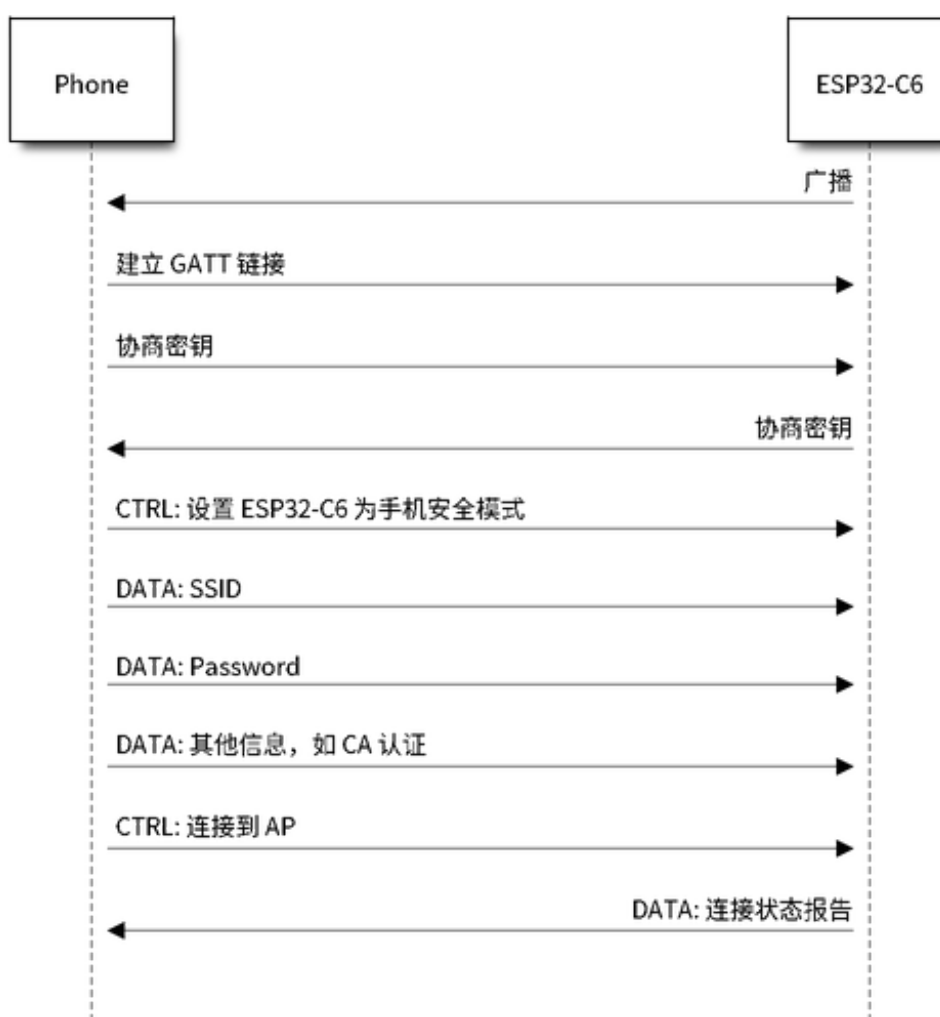 Phone
ESP32-C6
广播
建立 GATT 链接
协商密钥
协商密钥
CTRL: 设置 ESP32-C6 为手机安全模式
DATA: SSID
DATA: Password
DATA: 其他信息，如 CA 认证
CTRL: 连接到 AP
DATA: 连接状态报告